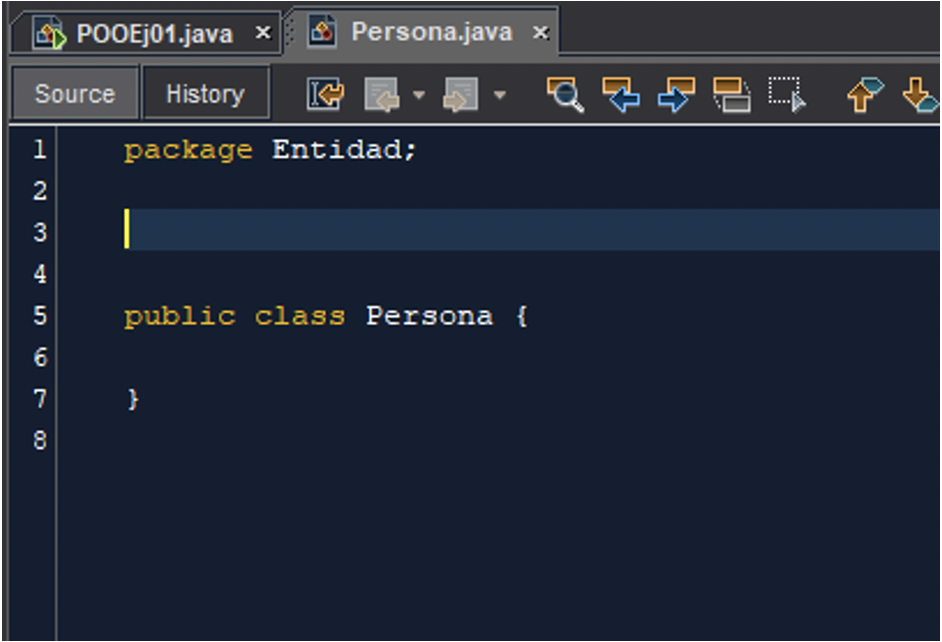 POOEj01.java × Persona.java ×
Source History
1 package Entidad;
2
3
4
5 public class Persona {
6
7 }
8